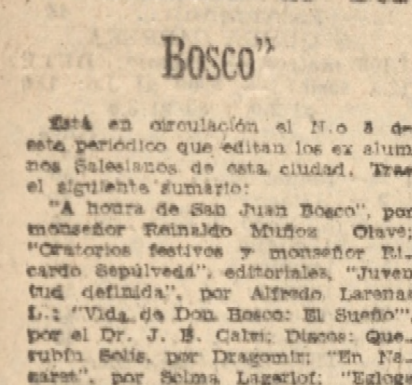 Bosco"
Está en circulación el N.o 5 de
este periódico que editan los ex alum
nos Salesianos de esta ciudad. Trae
el siguiente sumario:
"A honra de San Juan Bosco", por
monseñor Reinaldo Muñoz Olave;
"Oratorios festivos y monseñor Ri.
cardo Sepúlveda", editoriales, "Juven
tud definida", por Alfredo Larenas
L.; "Vida de Don Bosco: El Sueño",
por el Dr. J. B. Calvi; Discos: Que.
rubín Solís, por Dragomir; "En Na.
zaret", por Selma Lagerlof; "Egloga